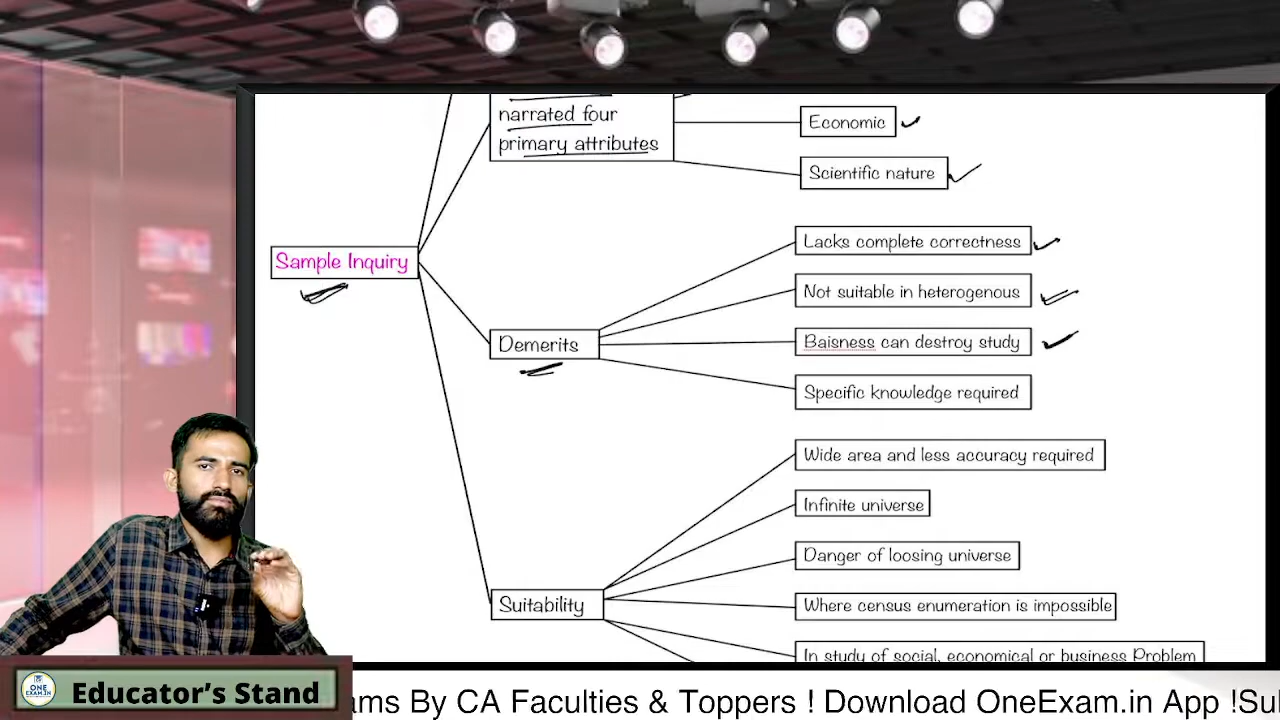 narrated four
primary attributes
Economic
Scientific nature
Sample Inquiry
Lacks complete correctness
Not suitable in heterogenous
Demerits
Baisness can destroy study
Specific knowledge required
Wide area and less accuracy required
Infinite universe
Danger of loosing universe
Suitability
Where census enumeration is impossible
In study of social, economical or business Problem
ONE
EXAM.IN
Educator's Stand
ams By CA Faculties & Toppers ! Download OneExam.in App !Su